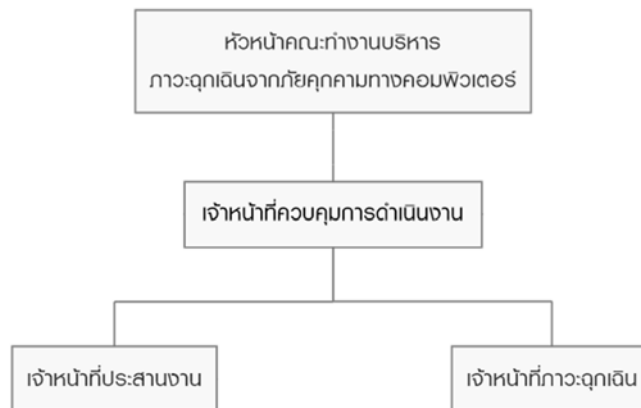 หัวหน้าคณะทำงานบริหาร
ภาวะฉุกเฉินจากภัยคุกคามทางคอมพิวเตอร์
เจ้าหน้าที่ควบคุมการดำเนินงาน
เจ้าหน้าที่ประสานงาน
เจ้าหน้าที่ภาวะฉุกเฉิน